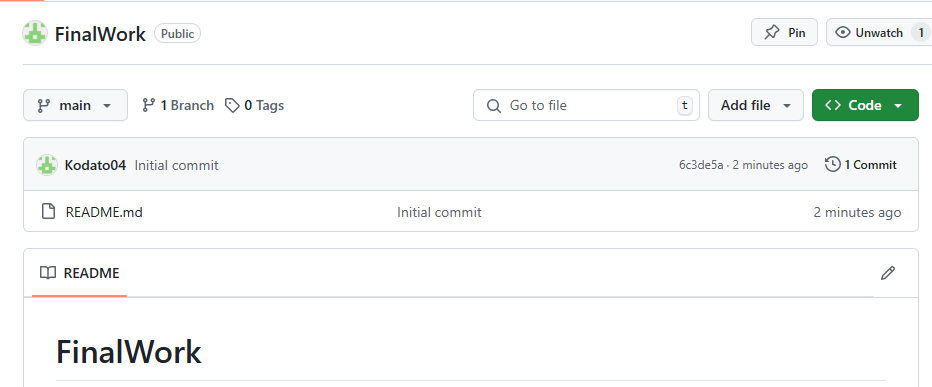 FinalWork Public Pin Unwatch 1
main 1 Branch 0 Tags Go to file t Add file Code
Kodato04 Initial commit 6c3de5a · 2 minutes ago 1 Commit
README.md Initial commit 2 minutes ago
README
FinalWork